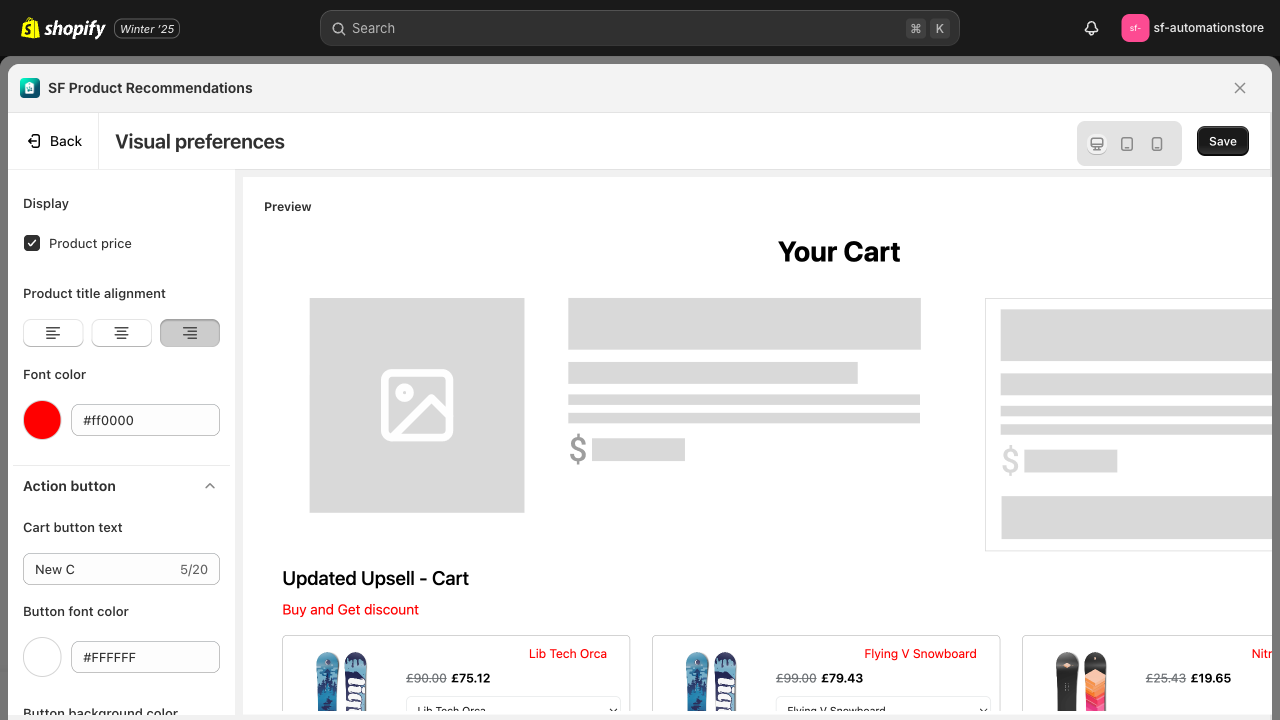 shopify Winter '25
Search ⌘ K
sf- sf-automationstore
SF Product Recommendations
Back
Visual preferences
Save
Display
Product price
Product title alignment
Font color
#ff0000
Action button
Cart button text
New C 5/20
Button font color
#FFFFFF
Button background color
Preview
Your Cart
$
$
Updated Upsell - Cart
Buy and Get discount
Lib Tech Orca
£90.00 £75.12
Lib Tech Orca
Flying V Snowboard
£99.00 £79.43
Flying V Snowboard
Nitr
£25.43 £19.65